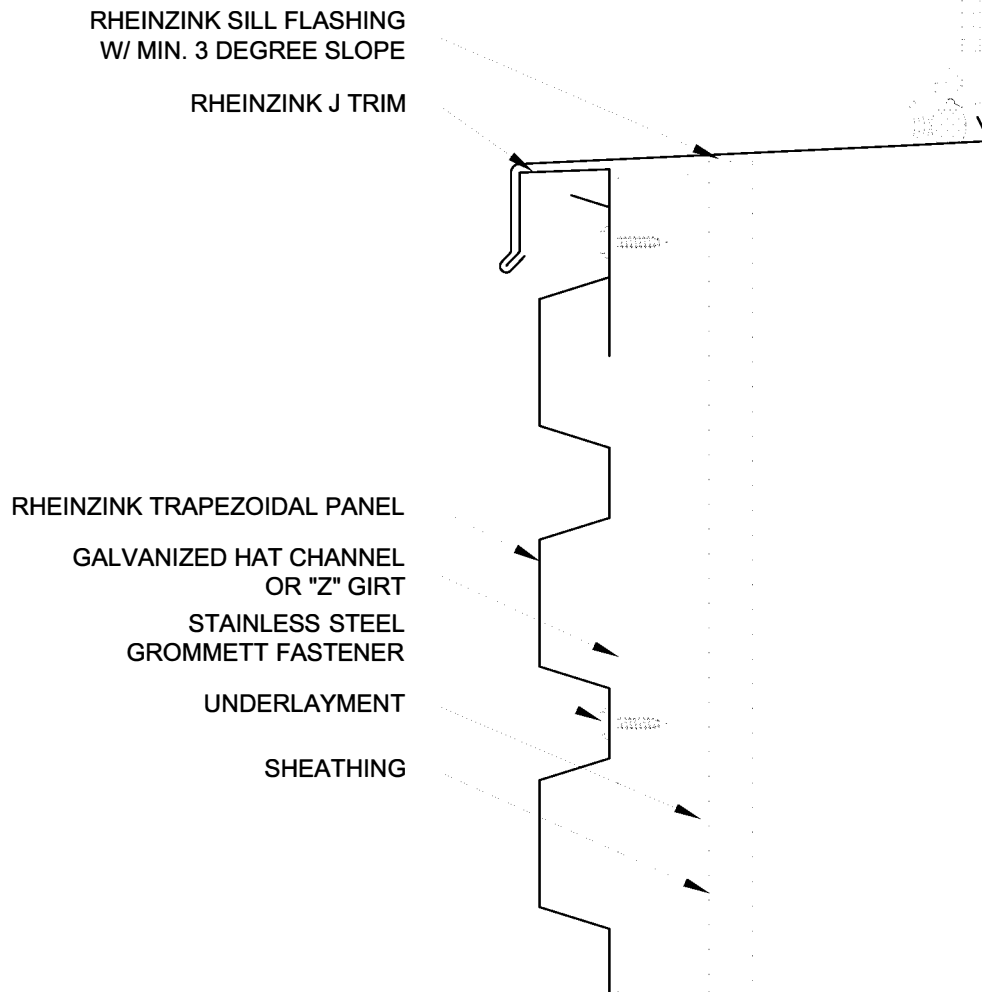 RHEINZINK SILL FLASHING
W/ MIN. 3 DEGREE SLOPE
RHEINZINK J TRIM
RHEINZINK TRAPEZOIDAL PANEL
GALVANIZED HAT CHANNEL
OR "Z" GIRT
STAINLESS STEEL
GROMMETT FASTENER
UNDERLAYMENT
SHEATHING